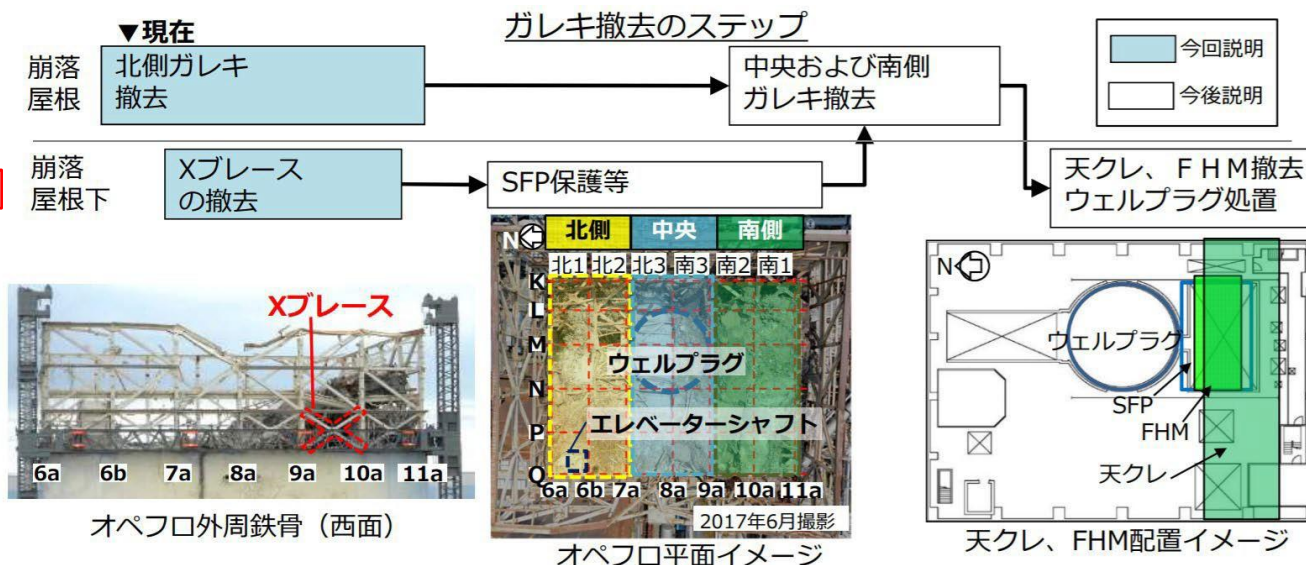 ガレキ撤去のステップ
▼現在
崩落
屋根
北側ガレキ
撤去
中央および南側
ガレキ撤去
今回説明
今後説明
崩落
屋根下
Xブレース
の撤去
SFP保護等
天クレ、ＦＨＭ撤去
ウェルプラグ処置
Xブレース
6a 6b 7a 8a 9a 10a 11a
オペフロ外周鉄骨（西面）
N
北側 中央 南側
北1 北2 北3 南3 南2 南1
K
L
M
N
P
Q
ウェルプラグ
エレベーターシャフト
6a 6b 7a 8a 9a 10a 11a
2017年6月撮影
オペフロ平面イメージ
N
ウェルプラグ
SFP
FHM
天クレ
天クレ、FHM配置イメージ